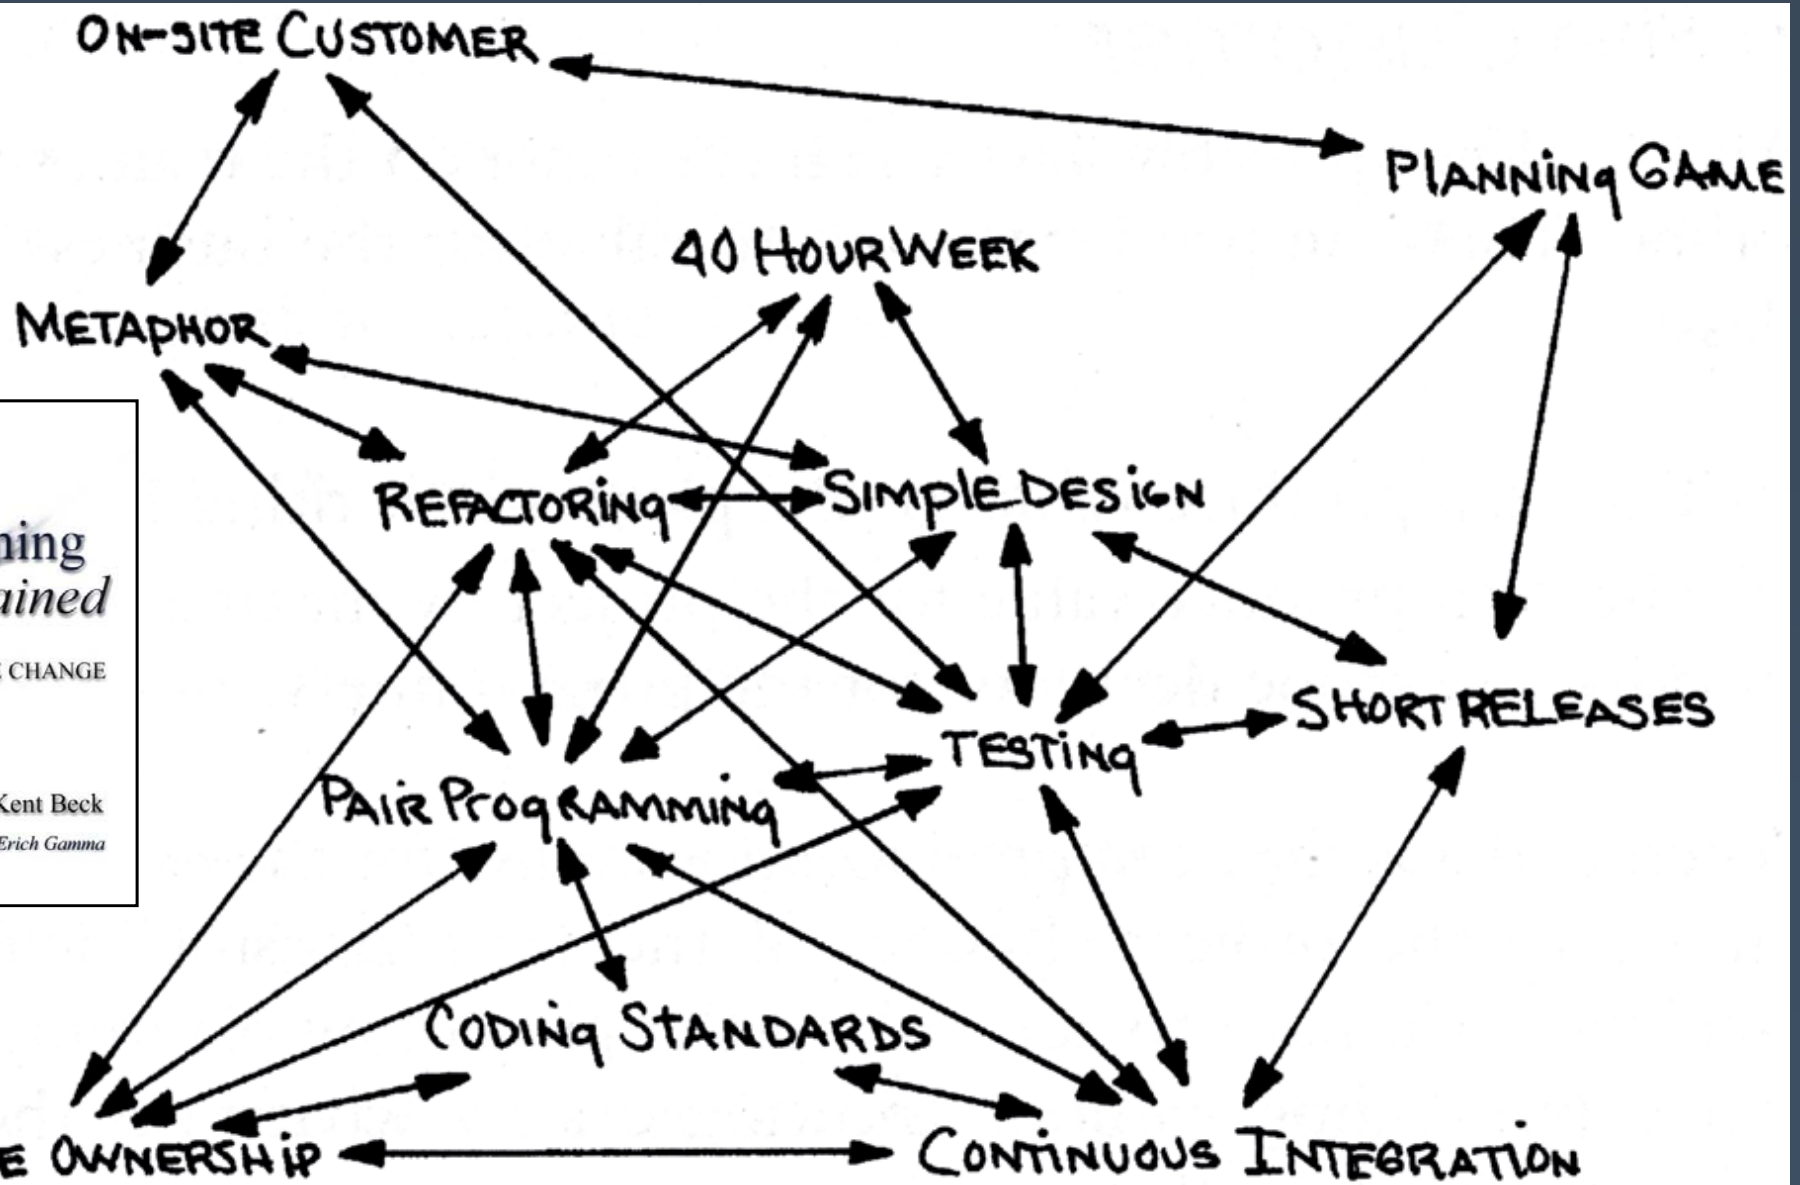 ON-SITE CUSTOMER
PLANNING GAME
40 HOUR WEEK
METAPHOR
REFACTORING
SIMPLE DESIGN
SHORT RELEASES
TESTING
PAIR PROGRAMMING
CODING STANDARDS
E OWNERSHIP
CONTINUOUS INTEGRATION
ning
ained
E CHANGE
Kent Beck
Erich Gamma